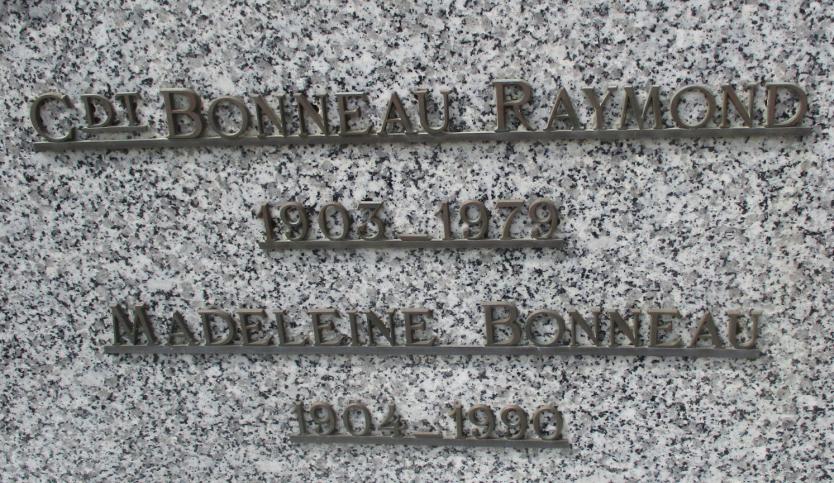 CDT BONNEAU RAYMOND
1903_1979
MADELEINE BONNEAU
1904_1990